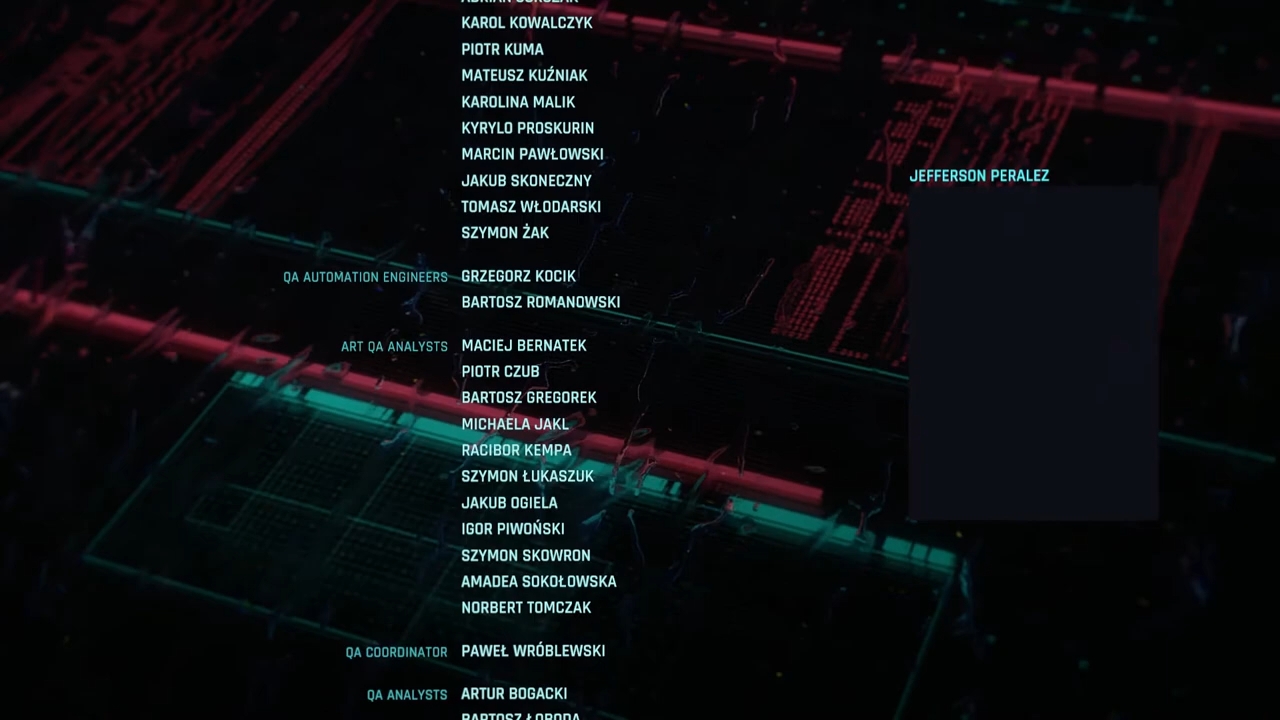 KAROL KOWALCZYK
PIOTR KUMA
MATEUSZ KUŹNIAK
KAROLINA MALIK
KYRYLO PROSKURIN
MARCIN PAWŁOWSKI
JAKUB SKONECZNY
TOMASZ WŁODARSKI
SZYMON ŻAK
QA AUTOMATION ENGINEERS GRZEGORZ KOCIK
BARTOSZ ROMANOWSKI
ART QA ANALYSTS MACIEJ BERNATEK
PIOTR CZUB
BARTOSZ GREGOREK
MICHAELA JAKL
RACIBOR KEMPA
SZYMON ŁUKASZUK
JAKUB OGIELA
IGOR PIWOŃSKI
SZYMON SKOWRON
AMADEA SOKOŁOWSKA
NORBERT TOMCZAK
QA COORDINATOR PAWEŁ WRÓBLEWSKI
QA ANALYSTS ARTUR BOGACKI
BARTOSZ ŁOBODA
JEFFERSON PERALEZ